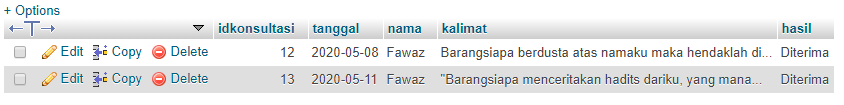 + Options
idkonsultasi tanggal nama kalimat hasil
Edit Copy Delete 12 2020-05-08 Fawaz Barangsiapa berdusta atas namaku maka hendaklah di... Diterima
Edit Copy Delete 13 2020-05-11 Fawaz "Barangsiapa menceritakan hadits dariku, yang mana... Diterima